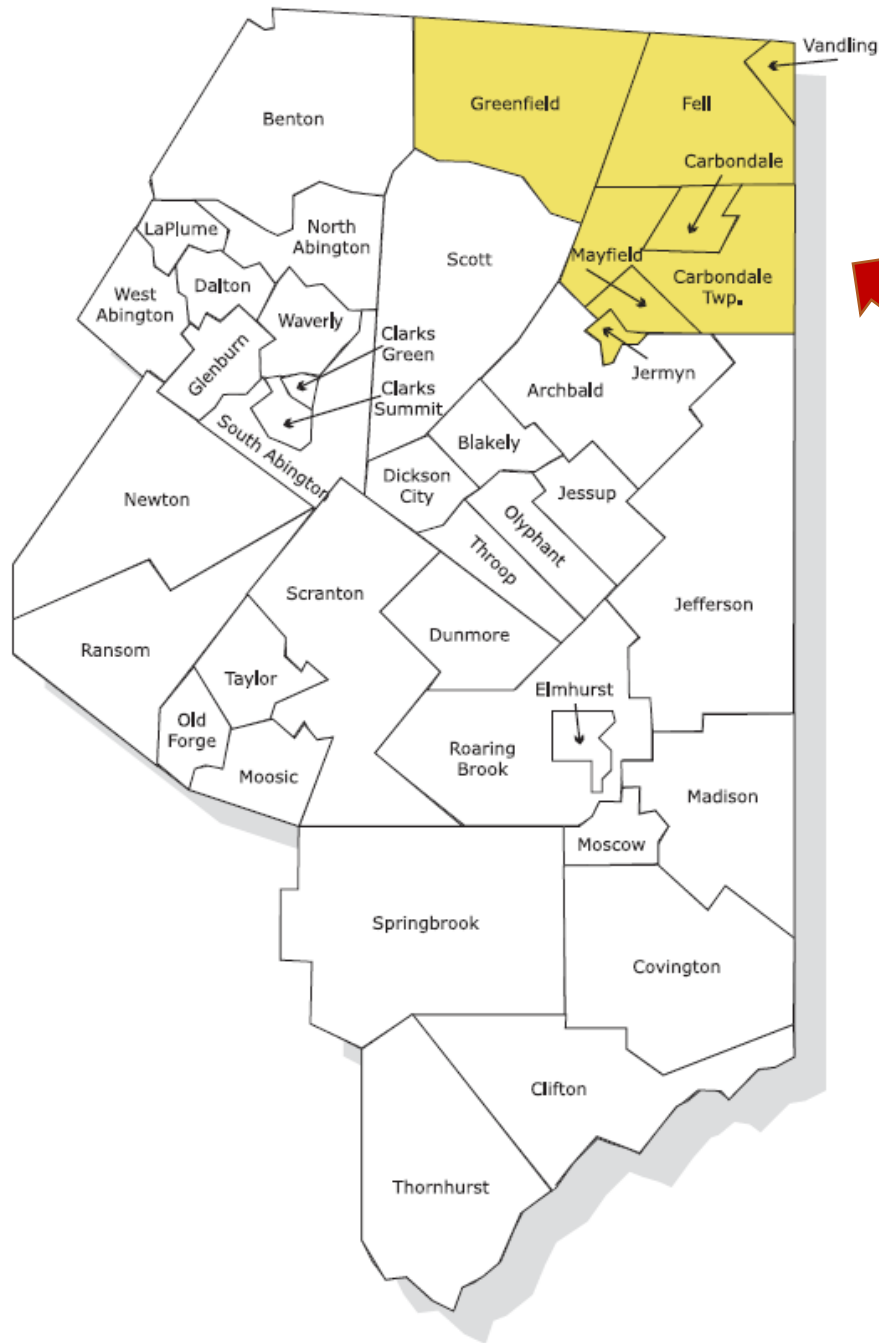 Vandling
Greenfield
Fell
Benton
Carbondale
LaPlume
North
Abington
Scott
Mayfield
Carbondale
Twp.
West
Abington
Dalton
Waverly
Clarks
Green
Glenburn
Jermyn
Archbald
Clarks
Summit
South Abington
Blakely
Dickson
City
Jessup
Newton
Olyphant
Throop
Scranton
Jefferson
Dunmore
Ransom
Taylor
Elmhurst
Old
Forge
Roaring
Brook
Moosic
Madison
Moscow
Springbrook
Covington
Clifton
Thornhurst